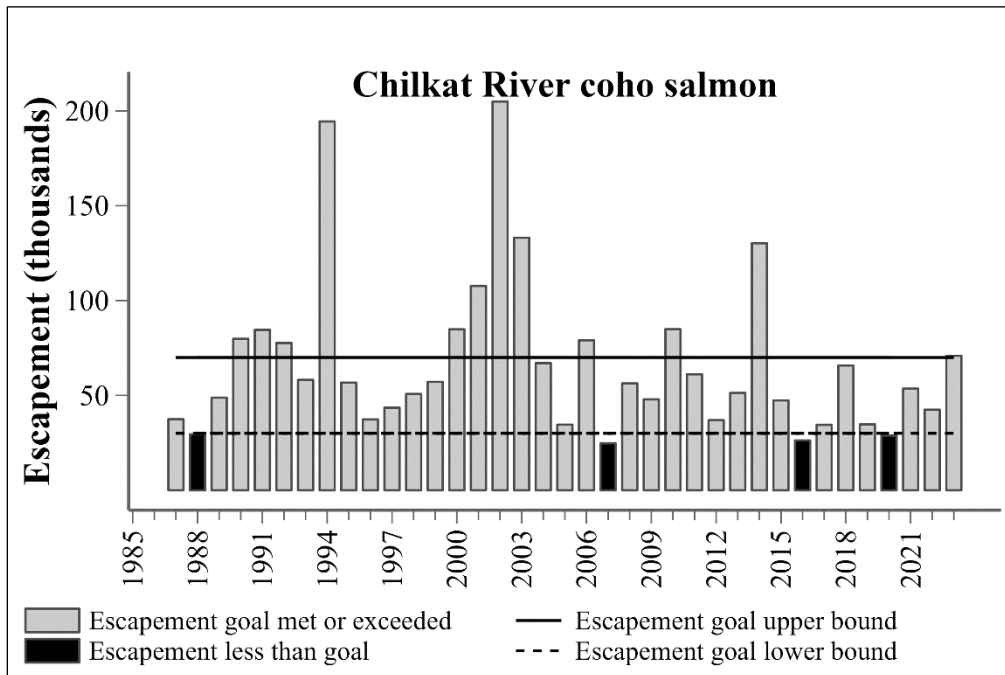 Chilkat River coho salmon
Escapement (thousands)
200
150
100
50
1985
1988
1991
1994
1997
2000
2003
2006
2009
2012
2015
2018
2021
Escapement goal met or exceeded
Escapement goal upper bound
Escapement less than goal
Escapement goal lower bound